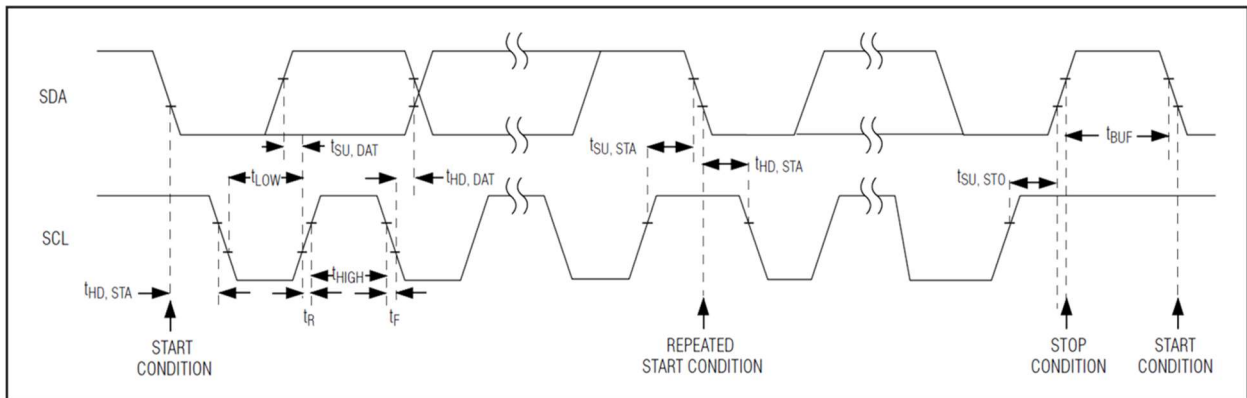 SDA
tSU, DAT
tLOW
tHD, DAT
tSU, STA
tHD, STA
tBUF
tSU, STO
SCL
tHIGH
tHD, STA
tR
tF
START
CONDITION
REPEATED
START CONDITION
STOP
CONDITION
START
CONDITION